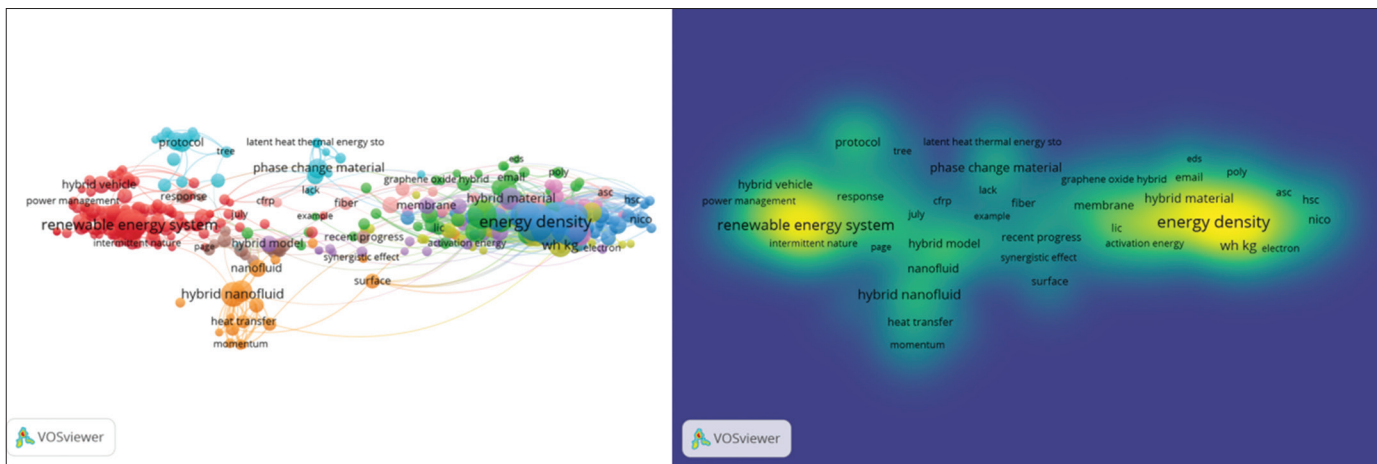 protocol
tree
latent heat thermal energy sto
phase change material
eds
poly
graphene oxide hybrid
email
hybrid vehicle
lack
asc
power management
response
cfrp
fiber
membrane
hybrid material
hsc
july
example
renewable energy system
lic
energy density
nico
intermittent nature
page
hybrid model
recent progress
activation energy
wh kg
electron
synergistic effect
nanofluid
surface
hybrid nanofluid
heat transfer
momentum
VOSviewer
protocol
tree
latent heat thermal energy sto
phase change material
eds
poly
graphene oxide hybrid
email
hybrid vehicle
lack
asc
power management
response
cfrp
fiber
membrane
hybrid material
hsc
july
example
renewable energy system
lic
energy density
nico
intermittent nature
page
hybrid model
recent progress
activation energy
wh kg
electron
synergistic effect
nanofluid
surface
hybrid nanofluid
heat transfer
momentum
VOSviewer